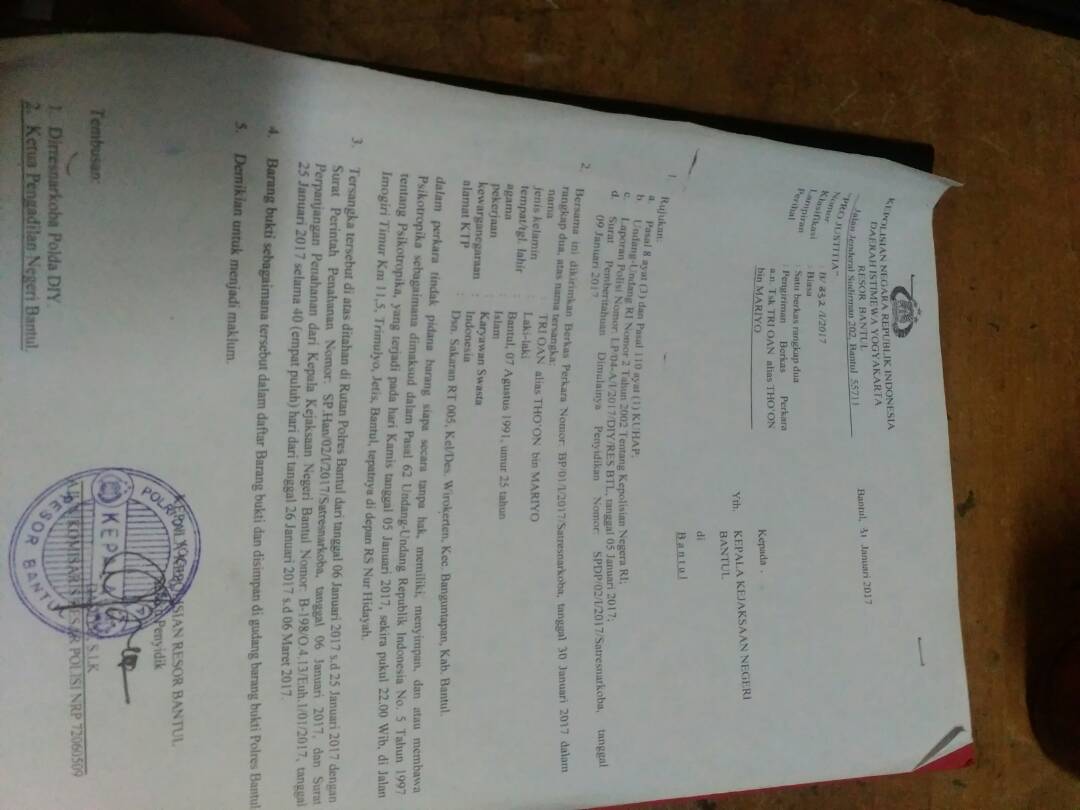 KEPOLISIAN NEGARA REPUBLIK INDONESIA
DAERAH ISTIMEWA YOGYAKARTA
RESOR BANTUL
Jalan Jenderal Sudirman 202, Bantul 55711
Bantul, 31 Januari 2017
"PRO JUSTITIA"
Nomor : B/ 832 /I/2017
Klasifikasi : Biasa
Lampiran : Satu berkas rangkap dua
Perihal : Pengiriman Berkas Perkara
a.n. Tsk TRI OAN alias THO'ON
bin MARIYO
Kepada .
Yth. KEPALA KEJAKSAAN NEGERI
BANTUL
di
Bantul
1. Rujukan:
a. Pasal 8 ayat (3) dan Pasal 110 ayat (1) KUHAP;
b. Undang-Undang RI Nomor 2 Tahun 2002 Tentang Kepolisian Negera RI;
c. Laporan Polisi Nomor: LP/04-A/I/2017/DIY/RES BTL, tanggal 05 Januari 2017;
d. Surat Pemberitahuan Dimulainya Penyidikan Nomor: SPDP/02/I/2017/Satresnarkoba, tanggal
09 Januari 2017
2. Bersama ini dikirimkan Berkas Perkara Nomor: BP/01/I/2017/Satresnarkoba, tanggal 30 Januari 2017 dalam
rangkap dua, atas nama tersangka:
nama : TRI OAN alias THO'ON bin MARIYO
jenis kelamin : Laki-laki
tempat/tgl. lahir : Bantul, 07 Agustus 1991, umur 25 tahun
agama : Islam
pekerjaan : Karyawan Swasta
kewarganegaraan : Indonesia
alamat KTP : Dsn. Sakaran RT 005, Kel/Des. Wirokerten, Kec. Banguntapan, Kab. Bantul.
dalam perkara tindak pidana barang siapa secara tanpa hak, memiliki, menyimpan, dan atau membawa
Psikotropika sebagaimana dimaksud dalam Pasal 62 Undang-Undang Republik Indonesia No. 5 Tahun 1997
tentang Psikotropika, yang terjadi pada hari Kamis tanggal 05 Januari 2017, sekira pukul 22.00 Wib, di Jalan
Imogiri Timur Km 11,5, Trimulyo, Jetis, Bantul, tepatnya di depan RS Nur Hidayah.
3. Tersangka tersebut di atas ditahan di Rutan Polres Bantul dari tanggal 06 Januari 2017 s.d 25 Januari 2017 dengan
Surat Perintah Penahanan Nomor: SP.Han/02/I/2017/Satresnarkoba, tanggal 06 Januari 2017, dan Surat
Perpanjangan Penahanan dari Kepala Kejaksaan Negeri Bantul Nomor: B-198/O.4.13/Euh.1/01/2017, tanggal
25 Januari 2017 selama 40 (empat puluh) hari dari tanggal 26 Januari 2017 s.d 06 Maret 2017.
4. Barang bukti sebagaimana tersebut dalam daftar Barang bukti dan disimpan di gudang barang bukti Polres Bantul
5. Demikian untuk menjadi maklum.
KEPALA KEPOLISIAN RESOR BANTUL
Penyidik
KEPALA
RESOR BANTUL
S.I.K
KOMISARIS BESAR POLISI NRP 72060509
Tembusan:
1. Dirresnarkoba Polda DIY.
2. Ketua Pengadilan Negeri Bantul.